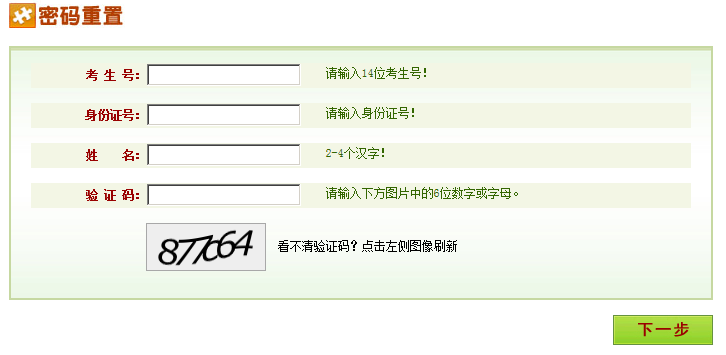 密码重置
考 生 号: 请输入14位考生号!
身份证号: 请输入身份证号!
姓 名: 2-4个汉字!
验 证 码: 请输入下方图片中的6位数字或字母。
877c64 看不清验证码?点击左侧图像刷新
下一步